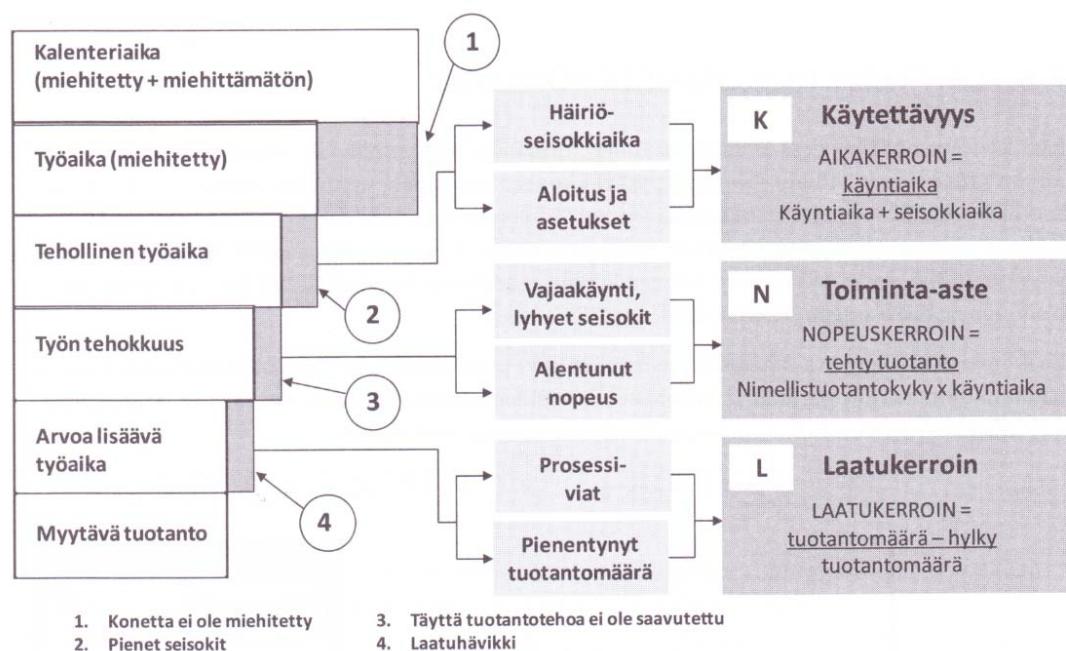 Kalenteriaika
(miehitetty + miehittämätön)
1
Työaika (miehitetty)
Tehollinen työaika
2
Työn tehokkuus
3
Arvoa lisäävä
työaika
4
Myytävä tuotanto
Häiriö-
seisokkiaika
Aloitus ja
asetukset
Vajaakäynti,
lyhyet seisokit
Alentunut
nopeus
Prosessi-
viat
Pienentynyt
tuotantomäärä
K Käytettävyys
AIKAKERROIN =
käyntiaika
Käyntiaika + seisokkiaika
N Toiminta-aste
NOPEUSKERROIN =
tehty tuotanto
Nimellistuotantokyky x käyntiaika
L Laatukerroin
LAATUKERROIN =
tuotantomäärä – hylky
tuotantomäärä
1. Konetta ei ole miehitetty
2. Pienet seisokit
3. Täyttä tuotantotehoa ei ole saavutettu
4. Laatuhävikki